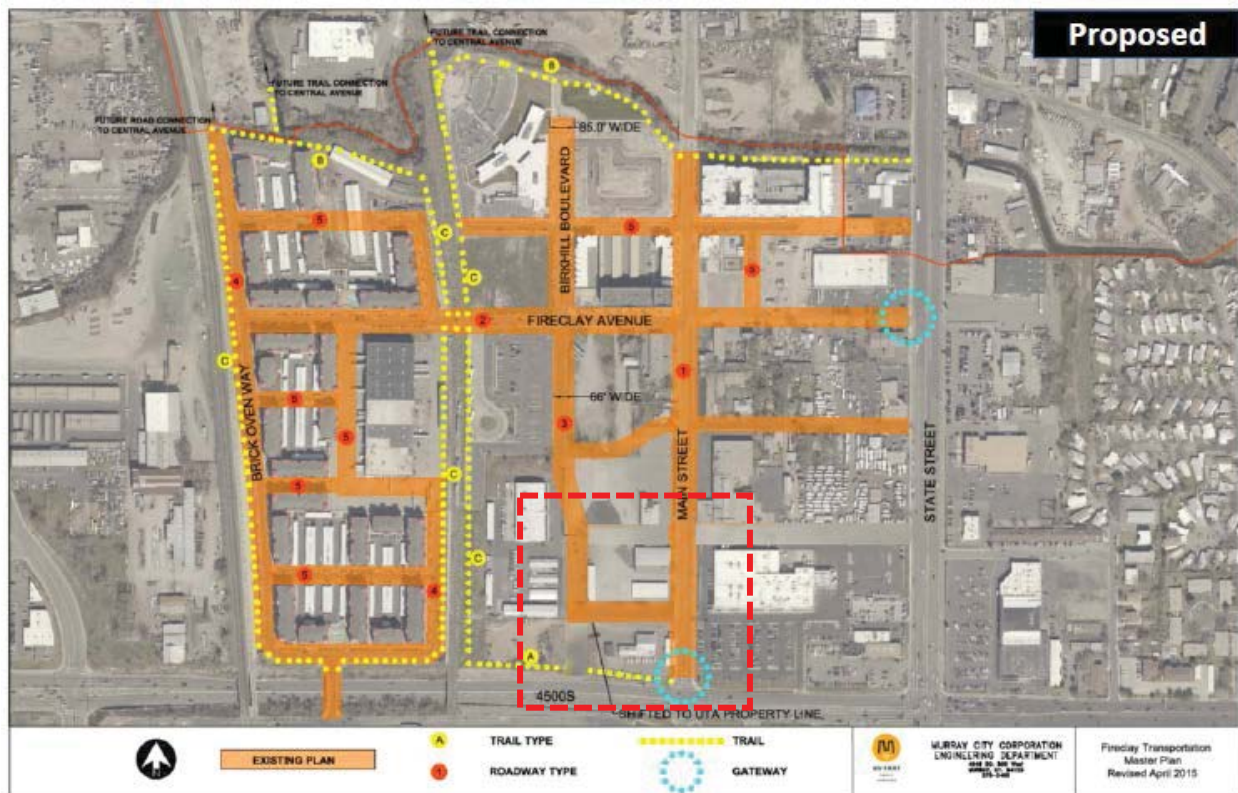 Proposed
FUTURE TRAIL CONNECTION
TO CENTRAL AVENUE
FUTURE TRAIL CONNECTION
TO CENTRAL AVENUE
FUTURE ROAD CONNECTION
TO CENTRAL AVENUE
B
B
85.0' WIDE
BIRKHILL BOULEVARD
5
5
C
C
5
4
2
FIRECLAY AVENUE
C
1
66' WIDE
BRICK OVEN WAY
5
5
3
C
5
MAIN STREET
STATE STREET
C
5
4
A
4500S
SHIFTED TO UTA PROPERTY LINE,
EXISTING PLAN
A
TRAIL TYPE
TRAIL
1
ROADWAY TYPE
GATEWAY
MURRAY CITY CORPORATION
ENGINEERING DEPARTMENT
Fireclay Transportation
Master Plan
Revised April 2015